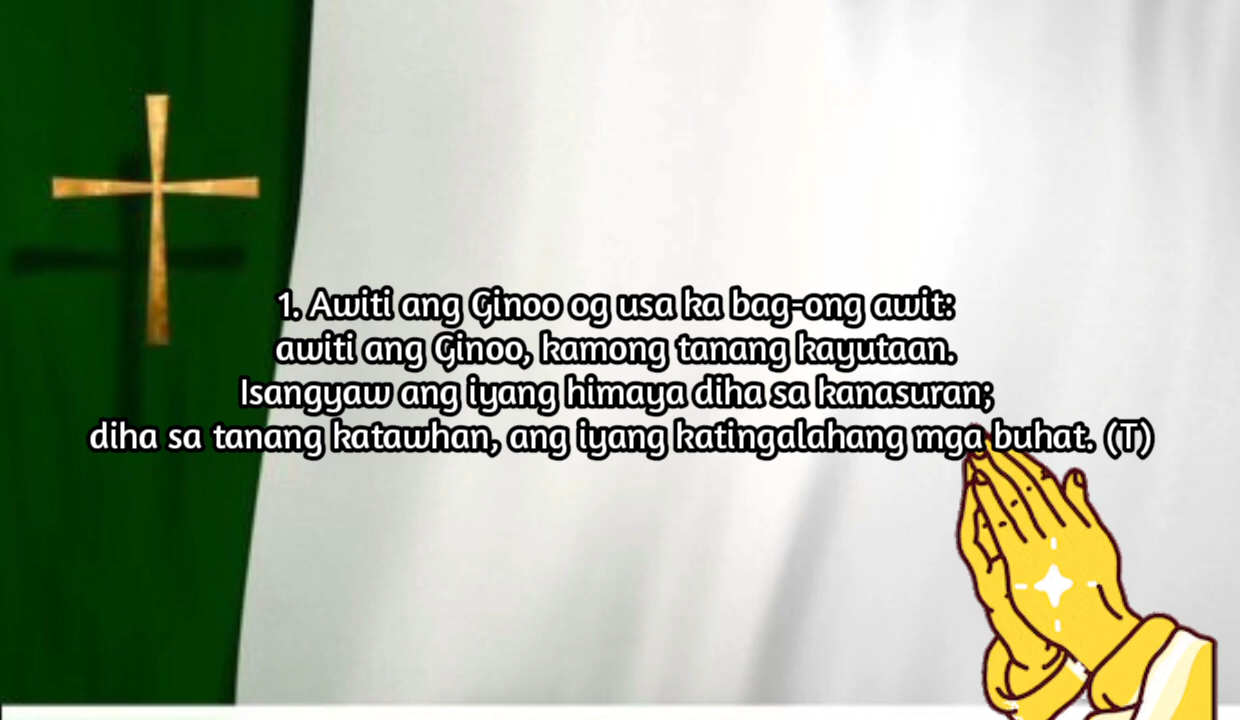 1. Awiti ang Ginoo og usa ka bag-ong awit:
awiti ang Ginoo, kamong tanang kayutaan.
Isangyaw ang iyang himaya diha sa kanasuran;
diha sa tanang katawhan, ang iyang katingalahang mga buhat. (T)